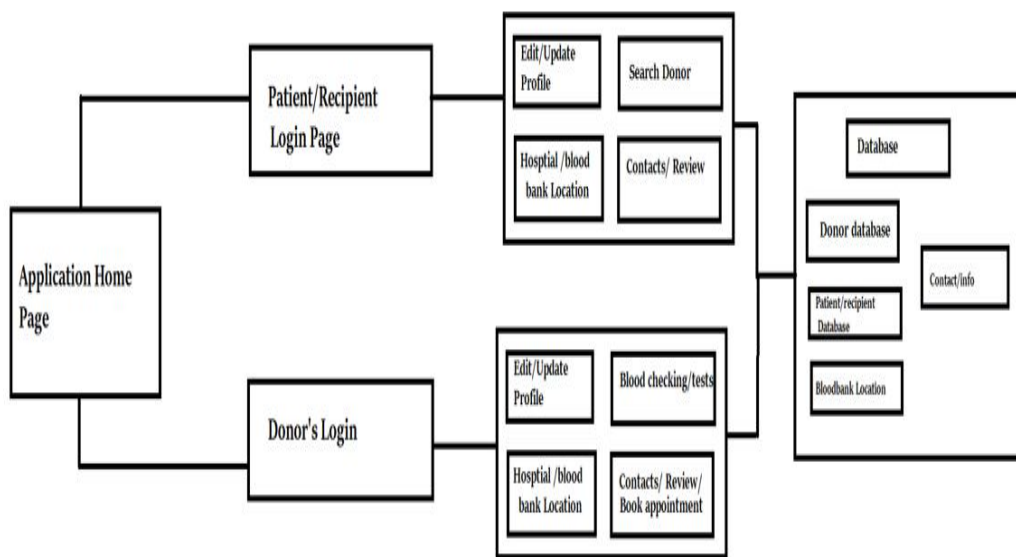 Application Home
Page
Patient/Recipient
Login Page
Donor's Login
Edit/Update
Profile
Search Donor
Hosptial /blood
bank Location
Contacts/ Review
Edit/Update
Profile
Blood checking/tests
Hosptial /blood
bank Location
Contacts/ Review/
Book appointment
Database
Donor database
Contact/info
Patient/recipient
Database
Bloodbank Location